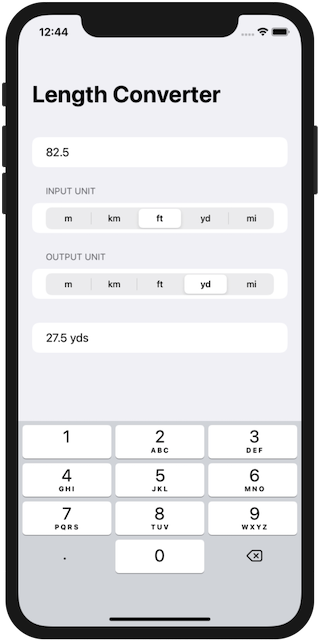 12:44
Length Converter
82.5
INPUT UNIT
m km ft yd mi
OUTPUT UNIT
m km ft yd mi
27.5 yds
1 2 3
ABC DEF
4 5 6
GHI JKL MNO
7 8 9
PQRS TUV WXYZ
. 0